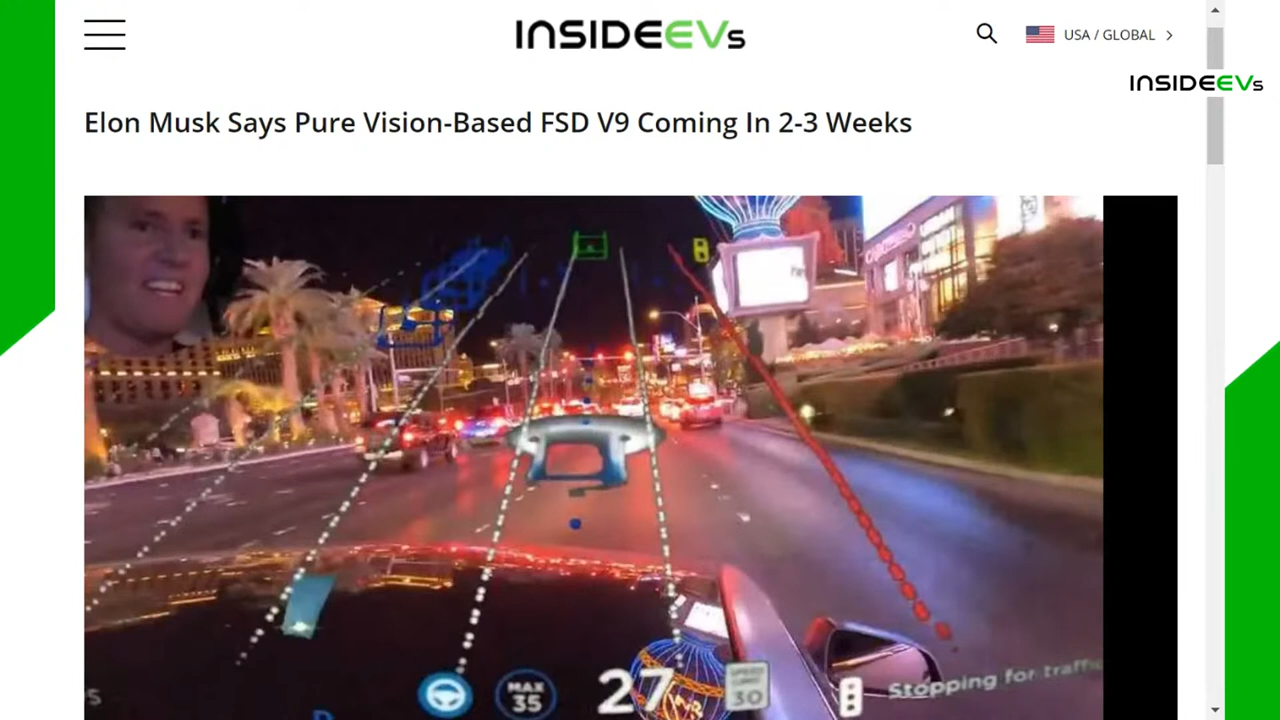 INSIDEEVs
USA / GLOBAL
INSIDEEVs
Elon Musk Says Pure Vision-Based FSD V9 Coming In 2-3 Weeks
MAX
35
27
SPEED
LIMIT
30
Stopping for traffic